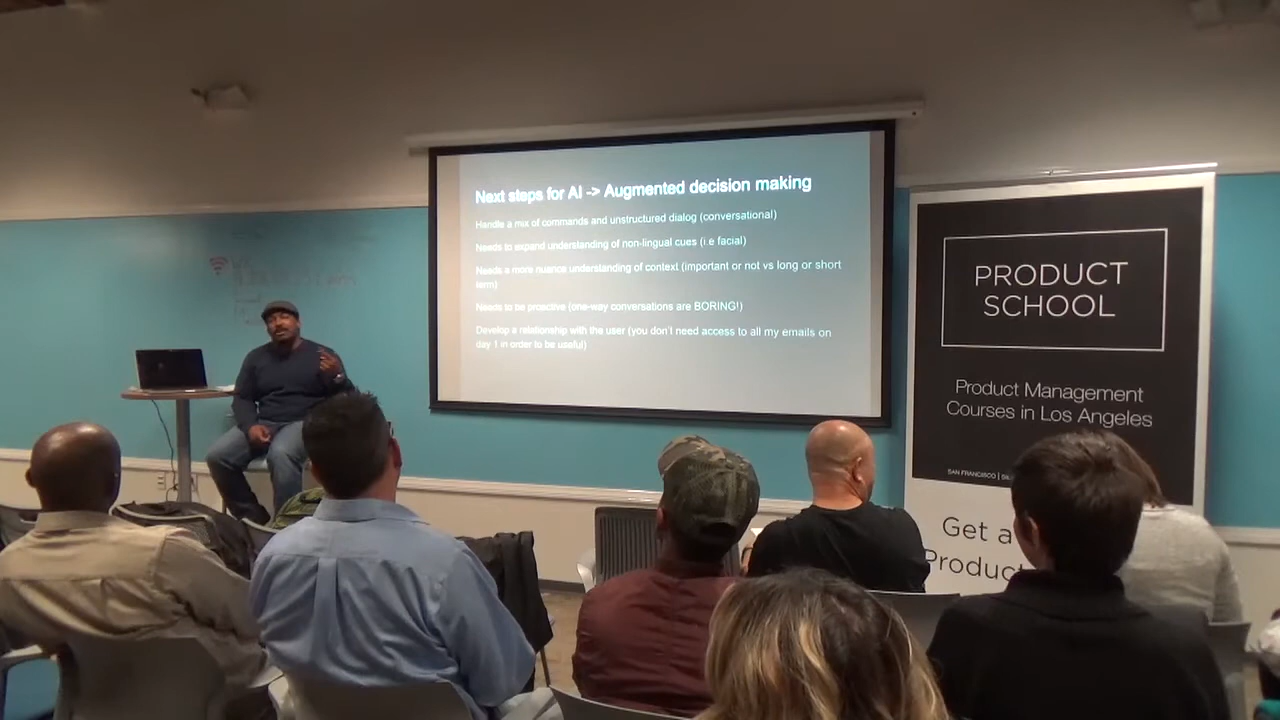 Next steps for AI -> Augmented decision making
Handle a mix of commands and unstructured dialog (conversational)
Needs to expand understanding of non-lingual cues (i.e facial)
Needs a more nuance understanding of context (important or not vs long or short
term)
Needs to be proactive (one-way conversations are BORING!)
Develop a relationship with the user (you don't need access to all my emails on
day 1 in order to be useful)
PRODUCT
SCHOOL
Product Management
Courses in Los Angeles
SAN FRANCISCO |
Get a
Product